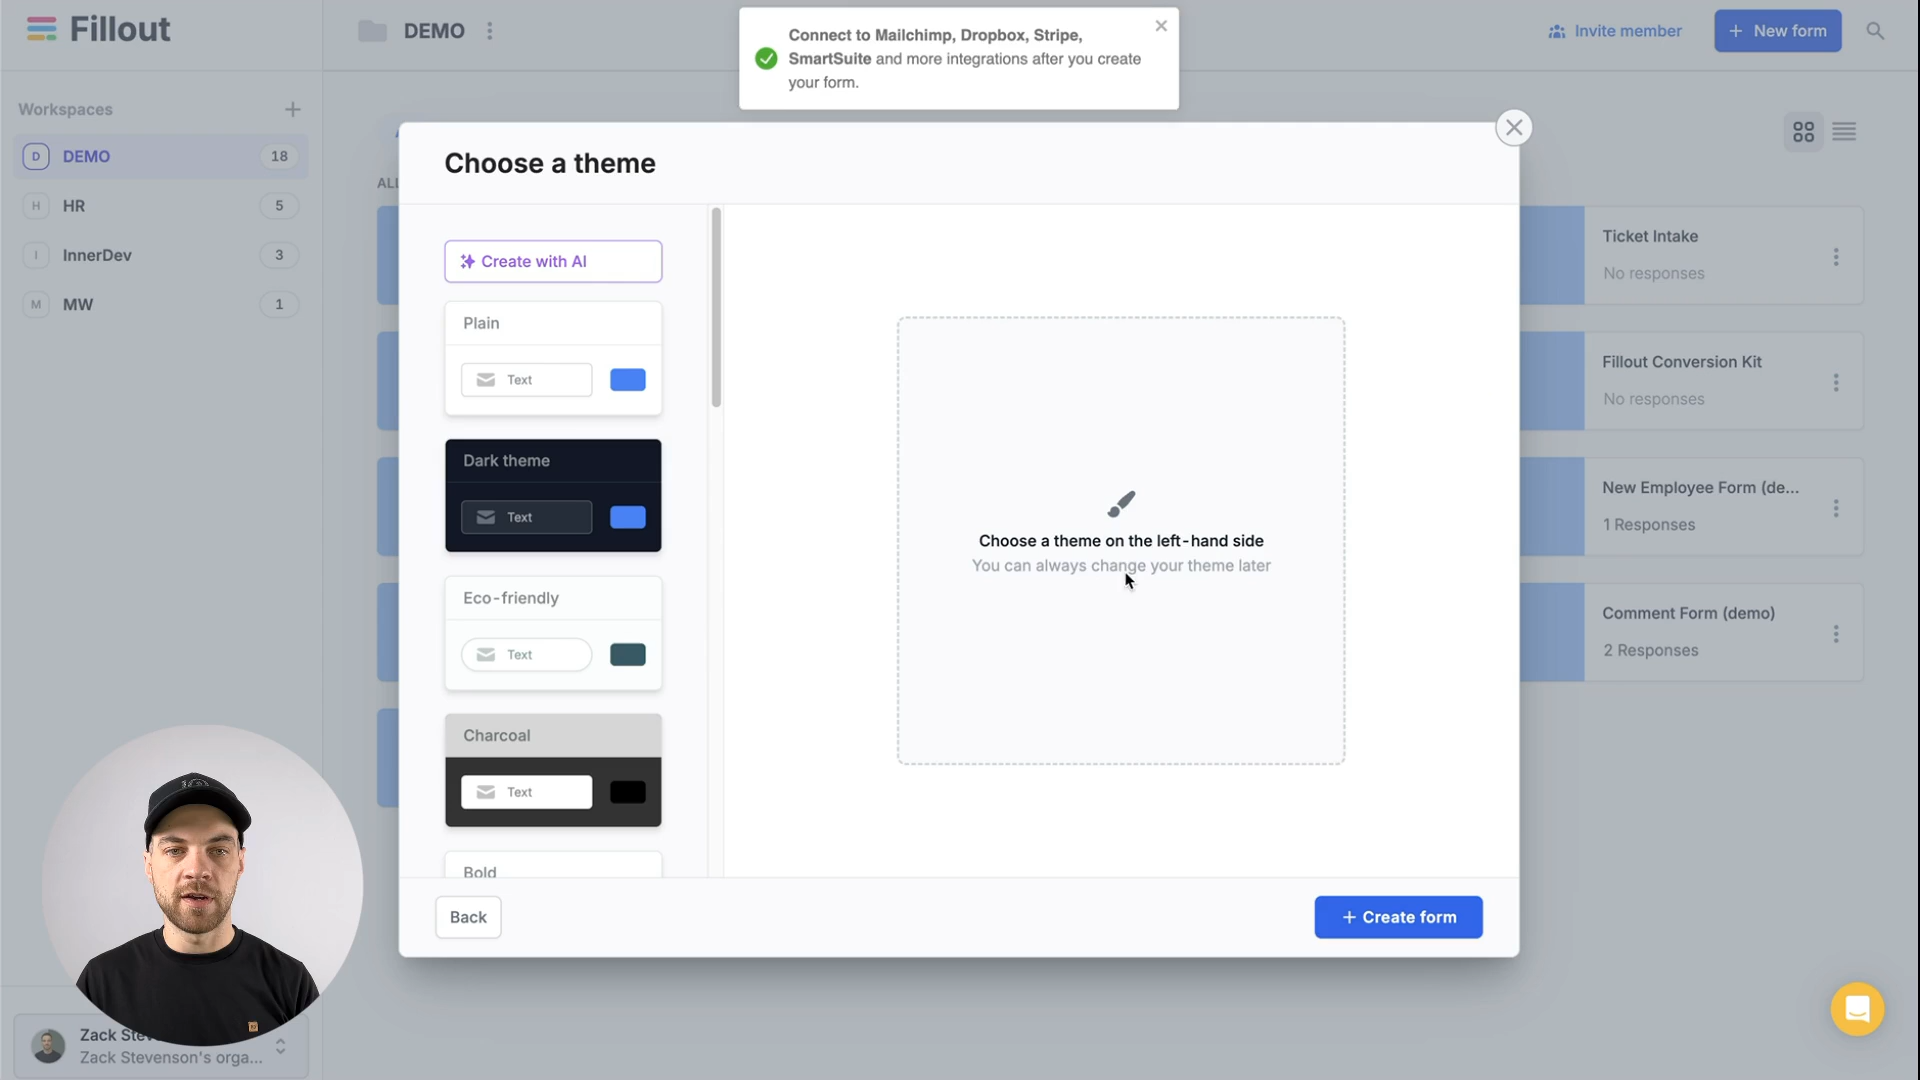 Fillout
DEMO
Connect to Mailchimp, Dropbox, Stripe,
SmartSuite and more integrations after you create
your form.
Invite member
+ New form
Workspaces
D DEMO 18
H HR 5
I InnerDev 3
M MW 1
Choose a theme
Create with AI
Plain
Text
Dark theme
Text
Eco-friendly
Text
Charcoal
Text
Bold
Choose a theme on the left-hand side
You can always change your theme later
Back
+ Create form
Ticket Intake
No responses
Fillout Conversion Kit
No responses
New Employee Form (de...
1 Responses
Comment Form (demo)
2 Responses
Zack
Zack Stevenson's orga...